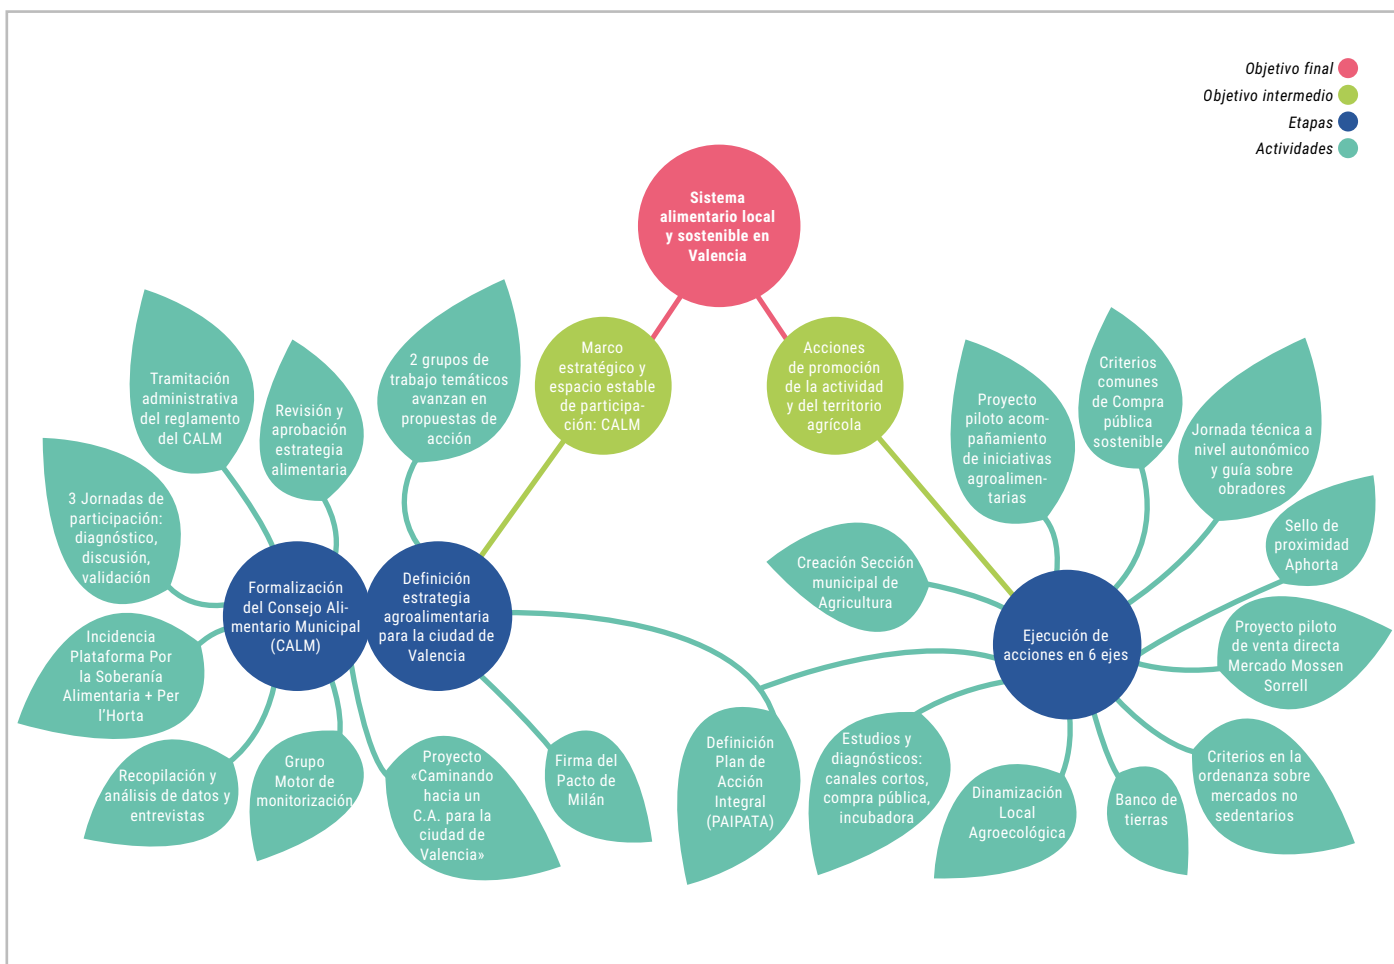 Objetivo final
Objetivo intermedio
Etapas
Actividades
Sistema
alimentario local
y sostenible en
Valencia
Marco
estratégico y
espacio estable
de participa-
ción: CALM
Acciones
de promoción
de la actividad
y del territorio
agrícola
Tramitación
administrativa
del reglamento
del CALM
Revisión y
aprobación
estrategia
alimentaria
2 grupos de
trabajo temáticos
avanzan en
propuestas de
acción
3 Jornadas de
participación:
diagnóstico,
discusión,
validación
Formalización
del Consejo Ali-
mentario Municipal
(CALM)
Definición
estrategia
agroalimentaria
para la ciudad de
Valencia
Incidencia
Plataforma Por
la Soberanía
Alimentaria + Per
l’Horta
Recopilación y
análisis de datos y
entrevistas
Grupo
Motor de
monitorización
Proyecto
«Caminando
hacia un
C.A. para la
ciudad de
Valencia»
Firma del
Pacto de
Milán
Proyecto
piloto acom-
pañamiento
de iniciativas
agroalimen-
tarias
Criterios
comunes
de Compra
pública
sostenible
Jornada técnica a
nivel autonómico
y guía sobre
obradores
Sello de
proximidad
Aphorta
Creación Sección
municipal de
Agricultura
Ejecución de
acciones en 6 ejes
Proyecto piloto
de venta directa
Mercado Mossen
Sorrell
Definición
Plan de
Acción
Integral
(PAIPATA)
Estudios y
diagnósticos:
canales cortos,
compra pública,
incubadora
Dinamización
Local
Agroecológica
Banco de
tierras
Criterios en la
ordenanza sobre
mercados no
sedentarios